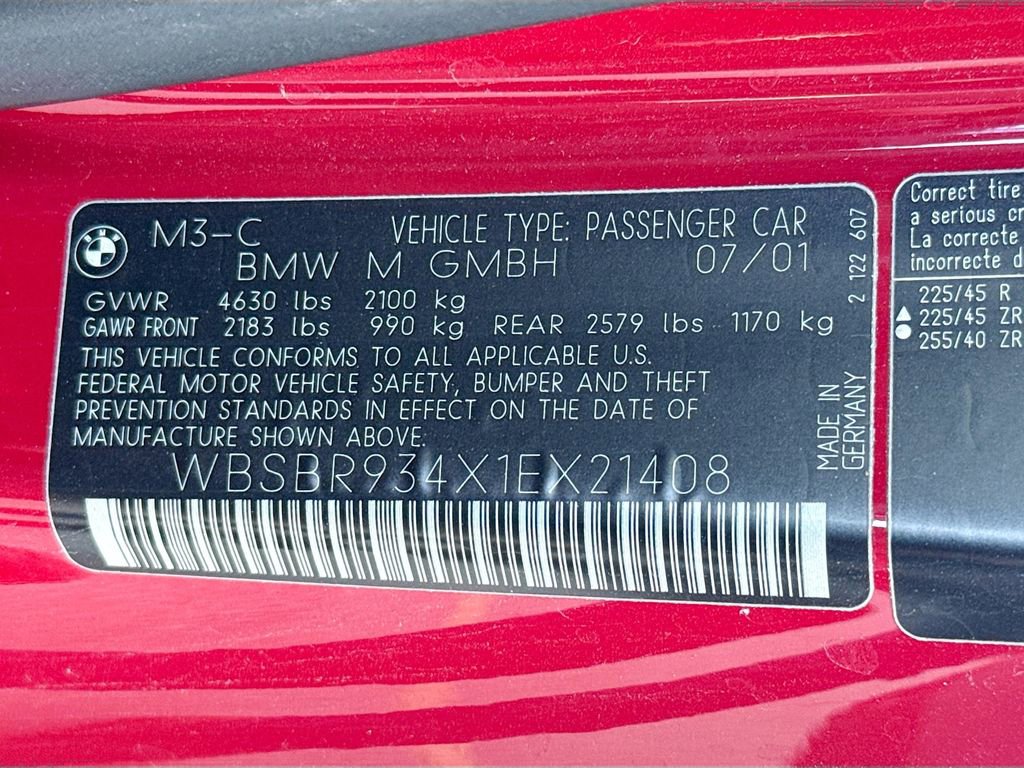 M3-C VEHICLE TYPE: PASSENGER CAR
BMW M GMBH 07/01
GVWR 4630 lbs 2100 kg
GAWR FRONT 2183 lbs 990 kg REAR 2579 lbs 1170 kg
THIS VEHICLE CONFORMS TO ALL APPLICABLE U.S.
FEDERAL MOTOR VEHICLE SAFETY, BUMPER AND THEFT
PREVENTION STANDARDS IN EFFECT ON THE DATE OF
MANUFACTURE SHOWN ABOVE.
WBSBR934X1EX21408
MADE IN
GERMANY
2 122 607
Correct tire
a serious cr
La correcte
incorrecte d
225/45 R
225/45 ZR
255/40 ZR